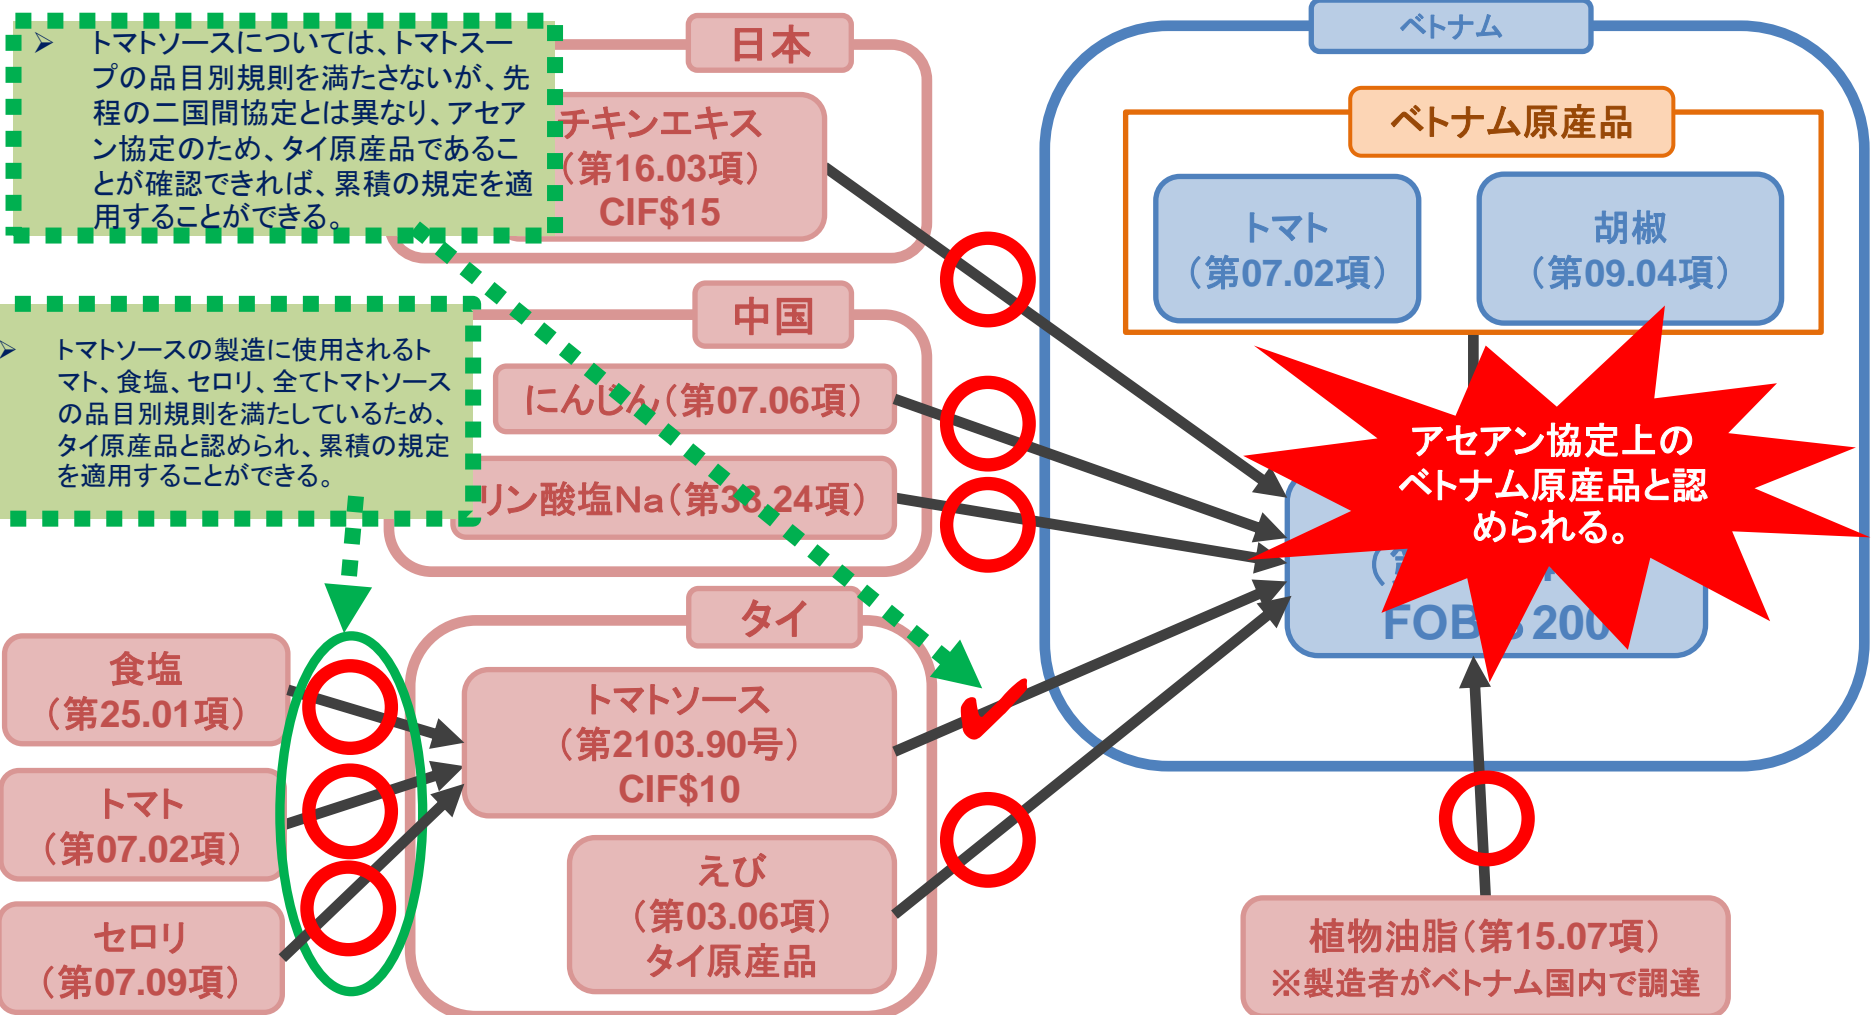 ➢ トマトソースについては、トマトスー
プの品目別規則を満たさないが、先
程の二国間協定とは異なり、アセア
ン協定のため、タイ原産品であるこ
とが確認できれば、累積の規定を適
用することができる。
➢ トマトソースの製造に使用されるト
マト、食塩、セロリ、全てトマトソース
の品目別規則を満たしているため、
タイ原産品と認められ、累積の規定
を適用することができる。
日本
チキンエキス
（第16.03項）
CIF$15
中国
にんじん（第07.06項）
リン酸塩Na（第38.24項）
タイ
トマトソース
（第2103.90号）
CIF$10
えび
（第03.06項）
タイ原産品
食塩
（第25.01項）
トマト
（第07.02項）
セロリ
（第07.09項）
ベトナム
ベトナム原産品
トマト
（第07.02項）
胡椒
（第09.04項）
アセアン協定上の
ベトナム原産品と認
められる。
FOB 200
植物油脂（第15.07項）
※製造者がベトナム国内で調達